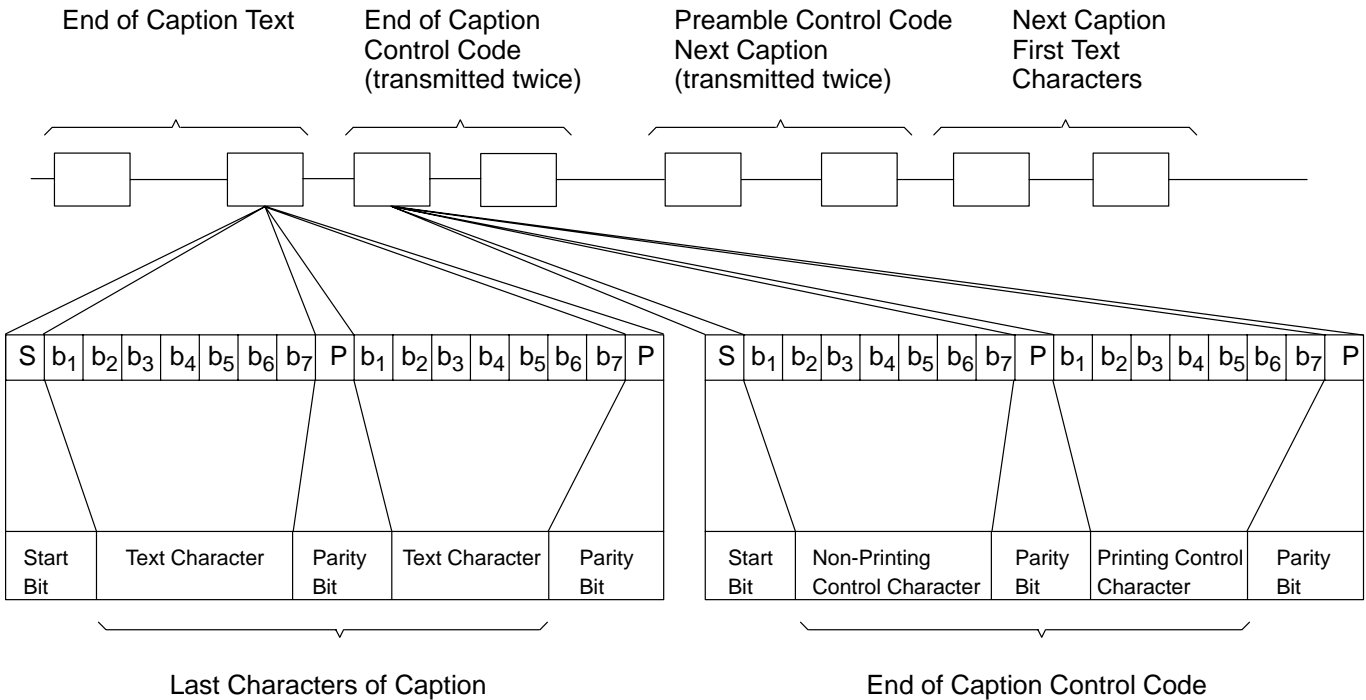 End of Caption Text
End of Caption
Control Code
(transmitted twice)
Preamble Control Code
Next Caption
(transmitted twice)
Next Caption
First Text
Characters
S b1 b2 b3 b4 b5 b6 b7 P b1 b2 b3 b4 b5 b6 b7 P
S b1 b2 b3 b4 b5 b6 b7 P b1 b2 b3 b4 b5 b6 b7 P
Start
Bit
Text Character
Parity
Bit
Text Character
Parity
Bit
Start
Bit
Non-Printing
Control Character
Parity
Bit
Printing Control
Character
Parity
Bit
Last Characters of Caption
End of Caption Control Code